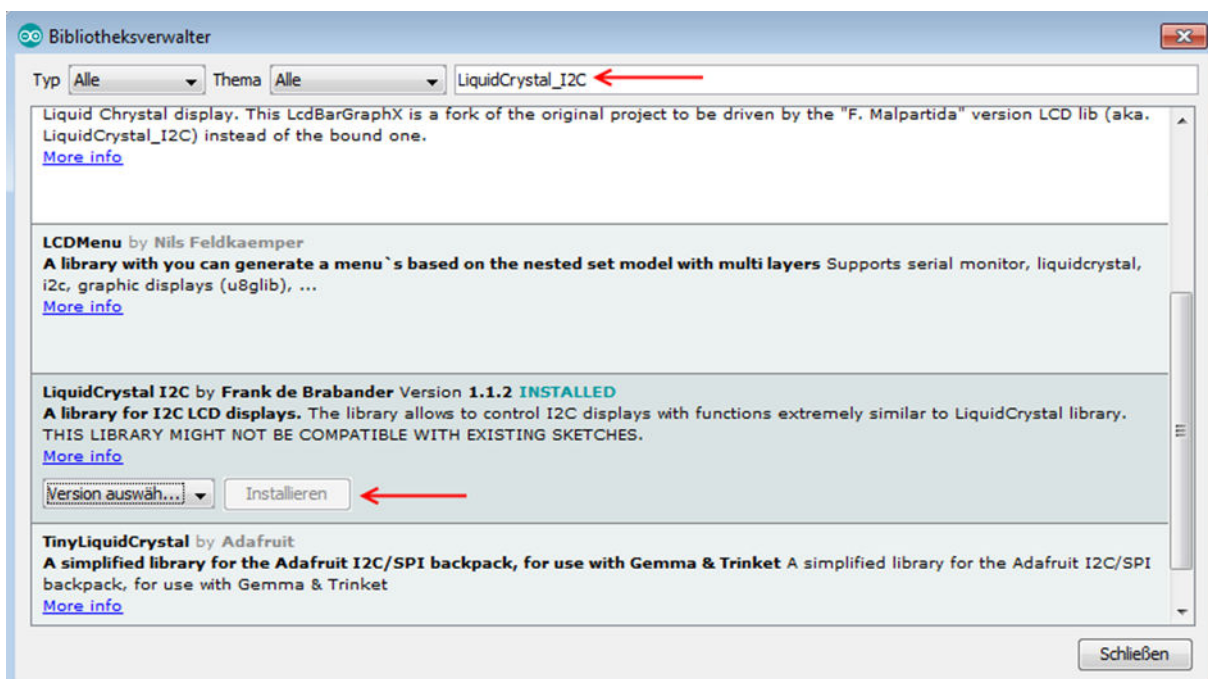 Bibliotheksverwalter
Typ Alle Thema Alle LiquidCrystal_I2C
Liquid Chrystal display. This LcdBarGraphX is a fork of the original project to be driven by the "F. Malpartida" version LCD lib (aka.
LiquidCrystal_I2C) instead of the bound one.
More info
LCDMenu by Nils Feldkaemper
A library with you can generate a menu`s based on the nested set model with multi layers Supports serial monitor, liquidcrystal,
i2c, graphic displays (u8glib), ...
More info
LiquidCrystal I2C by Frank de Brabander Version 1.1.2 INSTALLED
A library for I2C LCD displays. The library allows to control I2C displays with functions extremely similar to LiquidCrystal library.
THIS LIBRARY MIGHT NOT BE COMPATIBLE WITH EXISTING SKETCHES.
More info
Version auswäh... Installieren
TinyLiquidCrystal by Adafruit
A simplified library for the Adafruit I2C/SPI backpack, for use with Gemma & Trinket A simplified library for the Adafruit I2C/SPI
backpack, for use with Gemma & Trinket
More info
Schließen